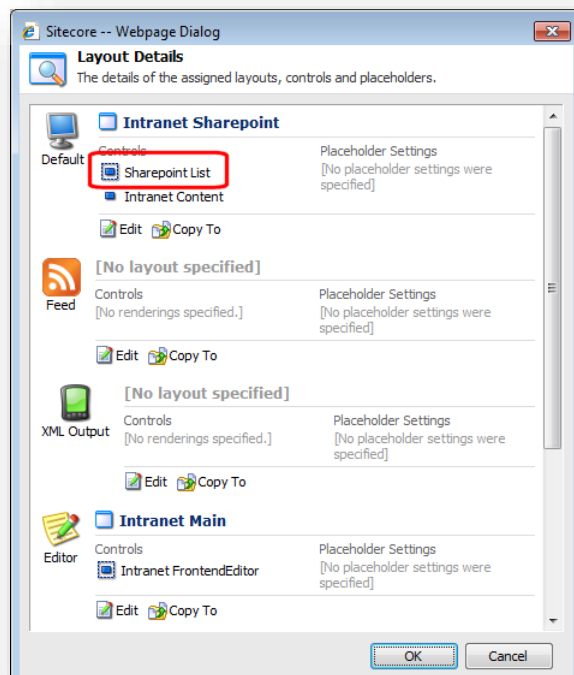 Sitecore -- Webpage Dialog
Layout Details
The details of the assigned layouts, controls and placeholders.
Default
Intranet Sharepoint
Controls
Sharepoint List
Intranet Content
Placeholder Settings
[No placeholder settings were
specified]
Edit Copy To
Feed
[No layout specified]
Controls
[No renderings specified.]
Placeholder Settings
[No placeholder settings were
specified]
Edit Copy To
XML Output
[No layout specified]
Controls
[No renderings specified.]
Placeholder Settings
[No placeholder settings were
specified]
Edit Copy To
Editor
Intranet Main
Controls
Intranet FrontendEditor
Placeholder Settings
[No placeholder settings were
specified]
Edit Copy To
OK Cancel